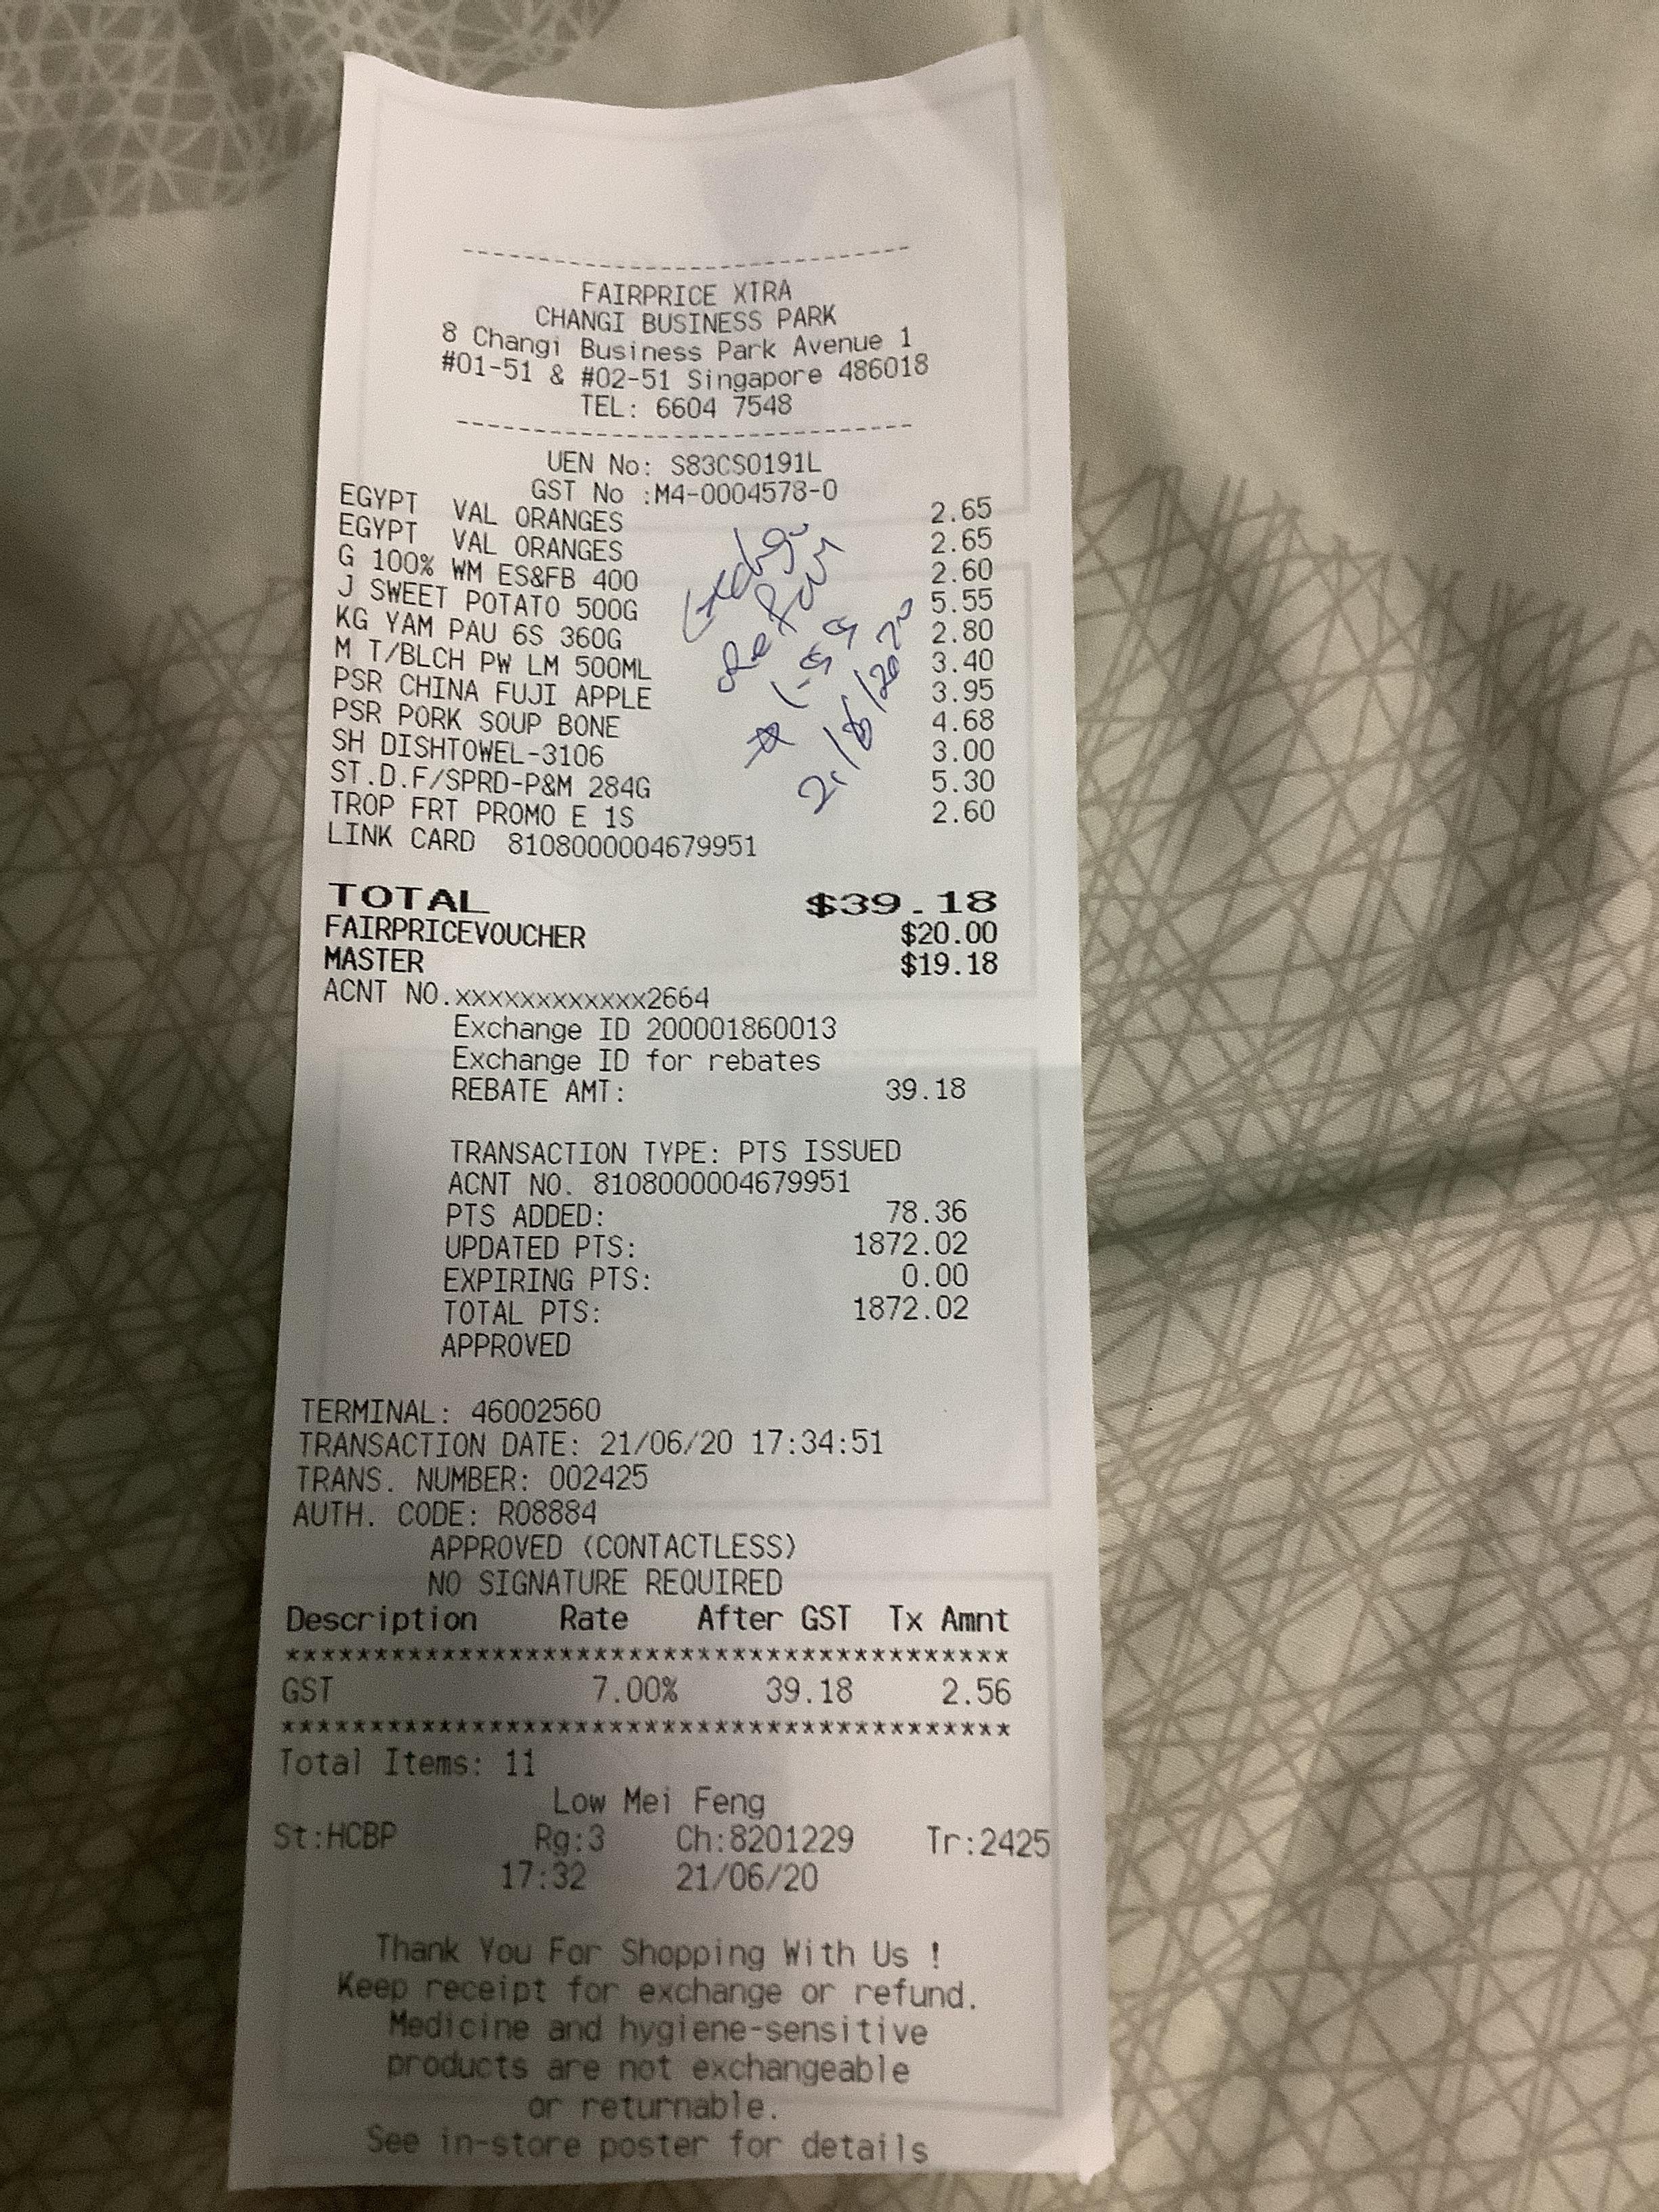 FAIRPRICE XTRA
CHANGI BUSINESS PARK
8 Changi Business Park Avenue 1
#01-51 & #02-51 Singapore 486018
TEL: 6604 7548
UEN No: S83CS0191L
GST No :M4-0004578-0
EGYPT VAL ORANGES 2.65
EGYPT VAL ORANGES 2.65
G 100% WM ES&FB 400 2.60
J SWEET POTATO 500G 5.55
KG YAM PAU 6S 360G 2.80
M T/BLCH PW LM 500ML 3.40
PSR CHINA FUJI APPLE 3.95
PSR PORK SOUP BONE 4.68
SH DISHTOWEL-3106 3.00
ST.D.F/SPRD-P&M 284G 5.30
TROP FRT PROMO E 1S 2.60
LINK CARD 8108000004679951
TOTAL $39.18
FAIRPRICEVOUCHER $20.00
MASTER $19.18
ACNT NO.xxxxxxxxxxxx2664
Exchange ID 200001860013
Exchange ID for rebates
REBATE AMT: 39.18
TRANSACTION TYPE: PTS ISSUED
ACNT NO. 8108000004679951
PTS ADDED: 78.36
UPDATED PTS: 1872.02
EXPIRING PTS: 0.00
TOTAL PTS: 1872.02
APPROVED
TERMINAL: 46002560
TRANSACTION DATE: 21/06/20 17:34:51
TRANS. NUMBER: 002425
AUTH. CODE: R08884
APPROVED (CONTACTLESS)
NO SIGNATURE REQUIRED
Description Rate After GST Tx Amnt
****************************************
GST 7.00% 39.18 2.56
****************************************
Total Items: 11
Low Mei Feng
St:HCBP Rg:3 Ch:8201229 Tr:2425
17:32 21/06/20
Thank You For Shopping With Us !
Keep receipt for exchange or refund.
Medicine and hygiene-sensitive
products are not exchangeable
or returnable.
See in-store poster for details